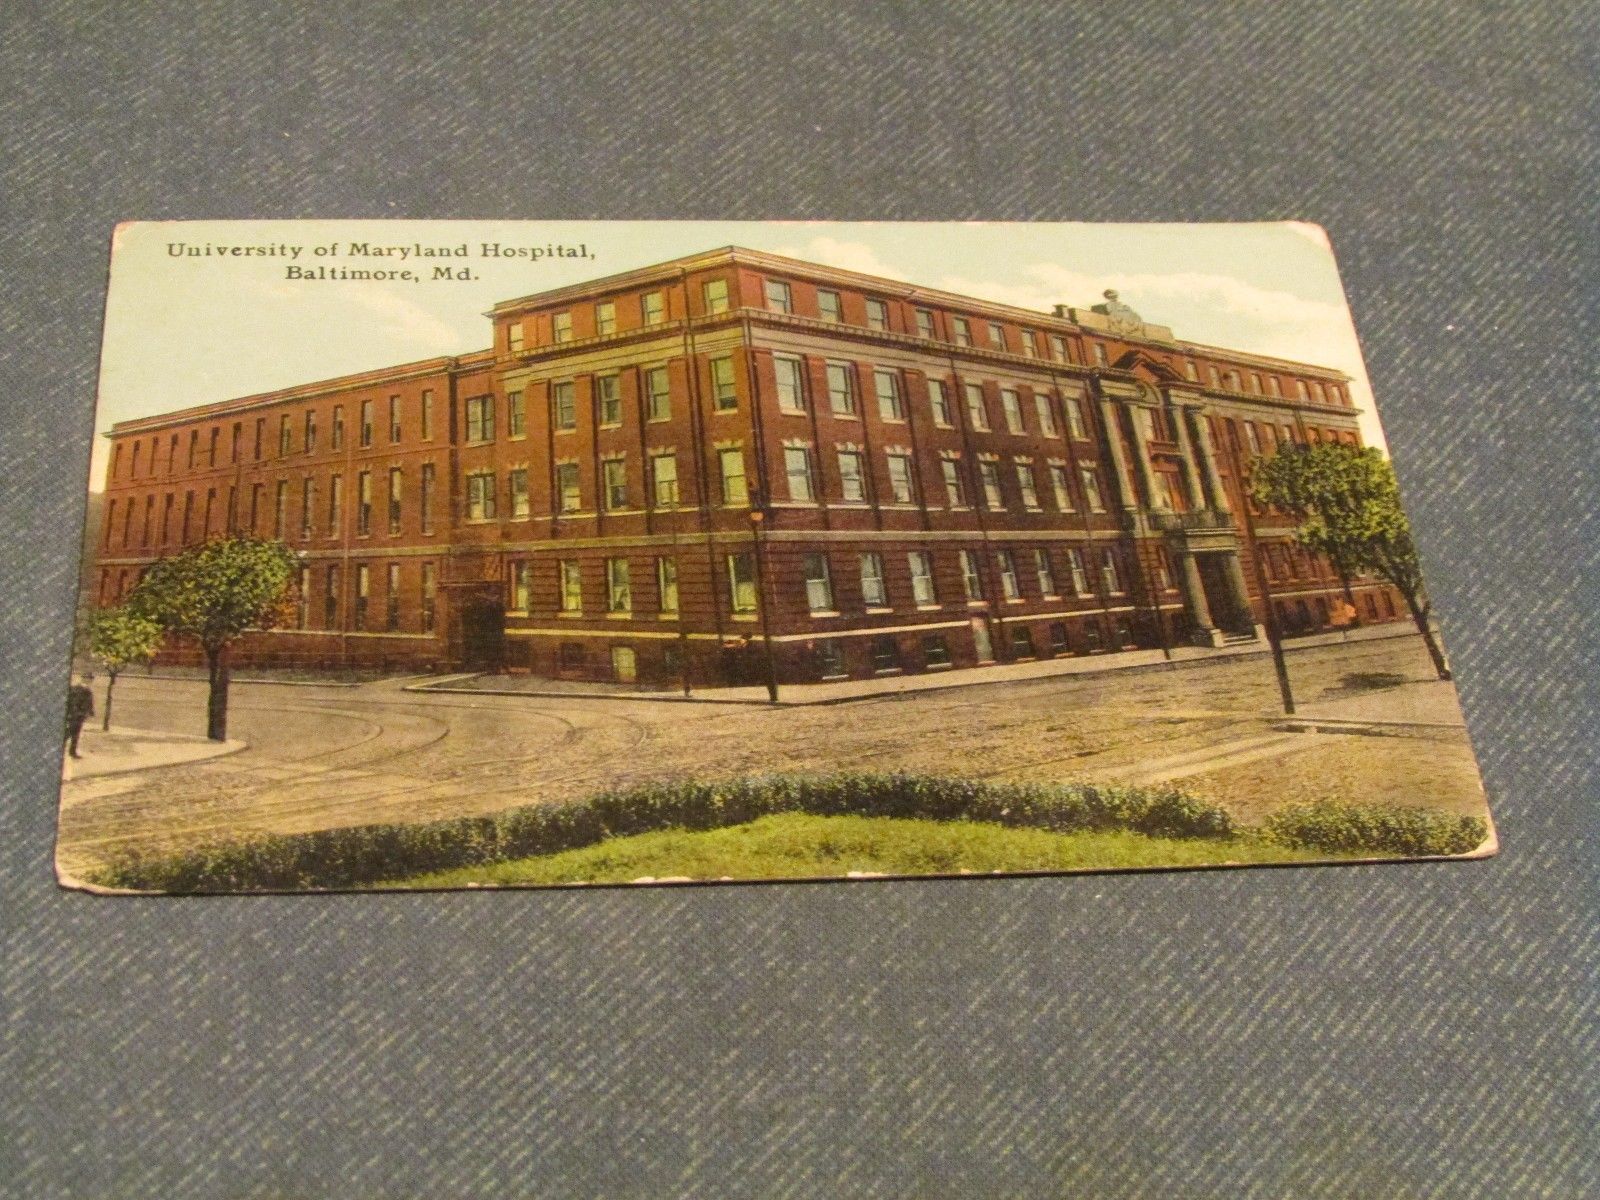 University of Maryland Hospital,
Baltimore, Md.